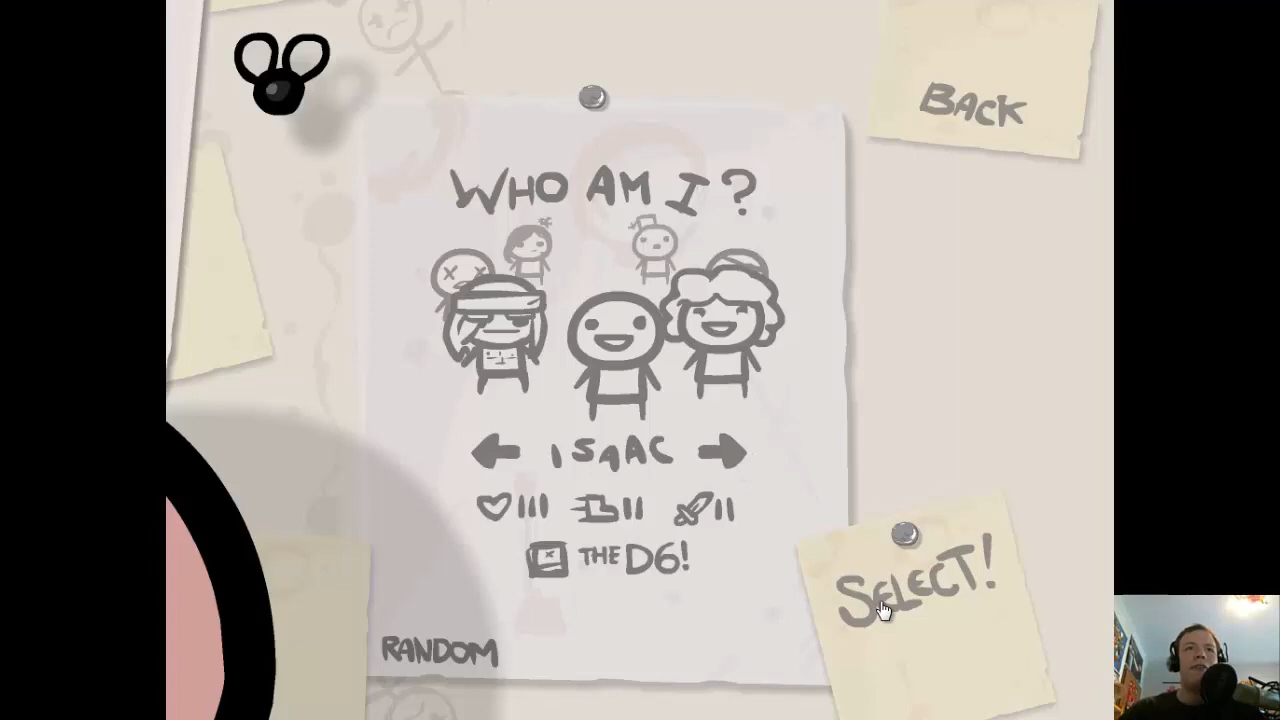 BACK
WHO AM I?
ISAAC
THE D6!
SELECT!
RANDOM